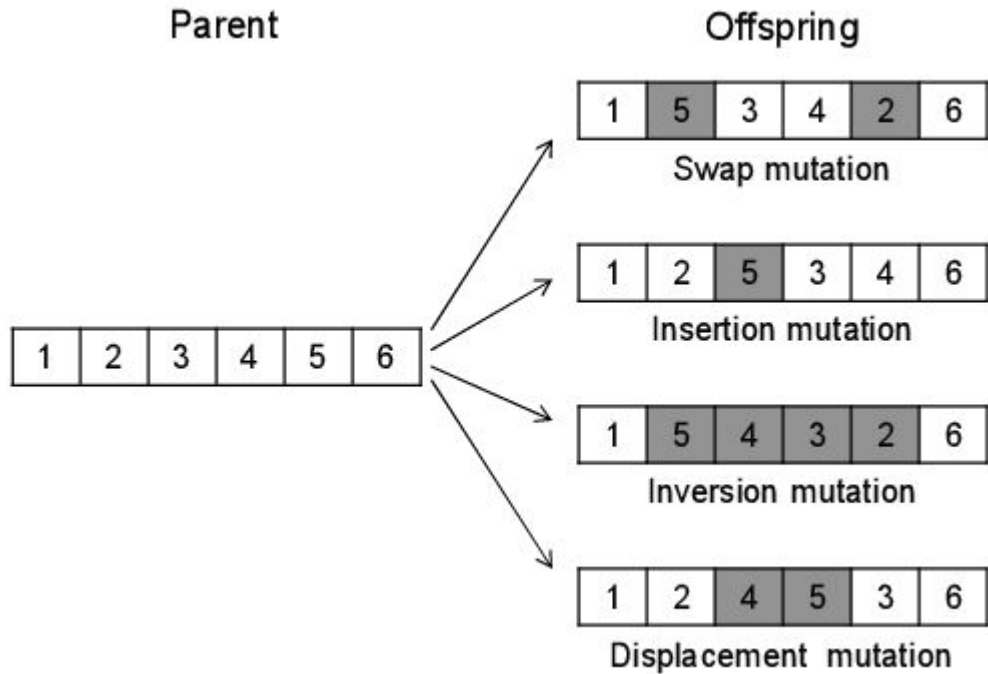 Parent
Offspring
1 5 3 4 2 6
Swap mutation
1 2 5 3 4 6
Insertion mutation
1 2 3 4 5 6
1 5 4 3 2 6
Inversion mutation
1 2 4 5 3 6
Displacement mutation